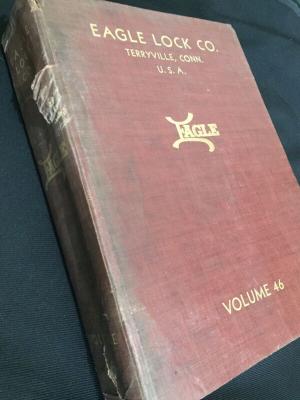 EAGLE LOCK CO.
TERRYVILLE, CONN.
U.S.A.
EAGLE
VOLUME 46